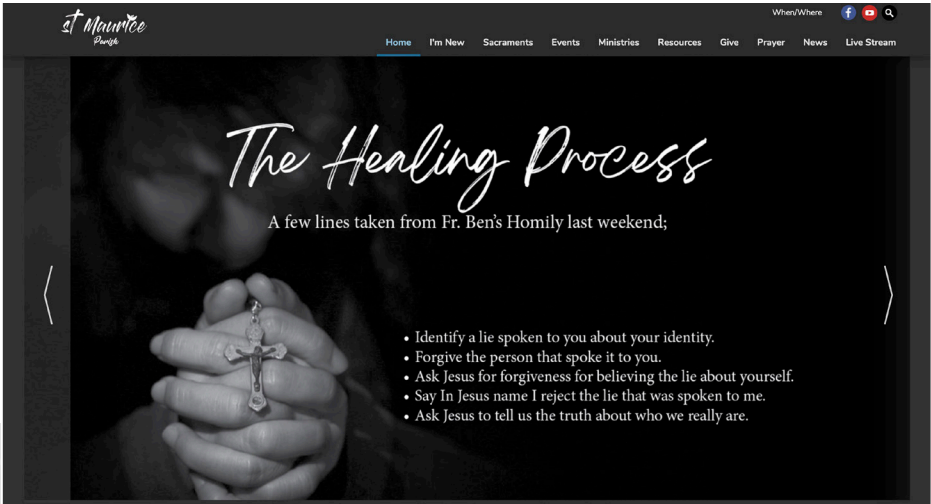 st Maurice
Parish
When/Where
Home I'm New Sacraments Events Ministries Resources Give Prayer News Live Stream
The Healing Process
A few lines taken from Fr. Ben's Homily last weekend;
• Identify a lie spoken to you about your identity.
• Forgive the person that spoke it to you.
• Ask Jesus for forgiveness for believing the lie about yourself.
• Say In Jesus name I reject the lie that was spoken to me.
• Ask Jesus to tell us the truth about who we really are.